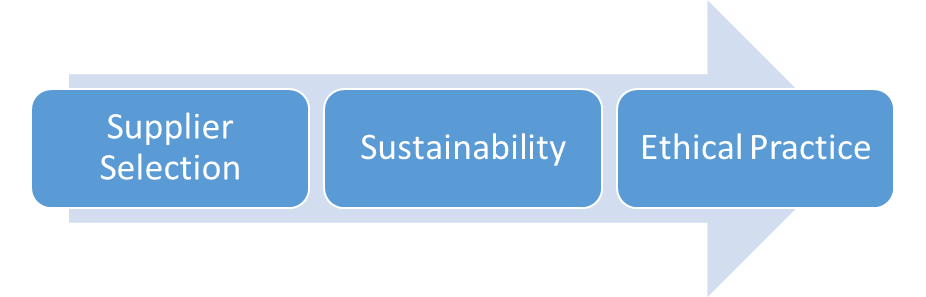 Supplier
Selection
Sustainability
Ethical Practice